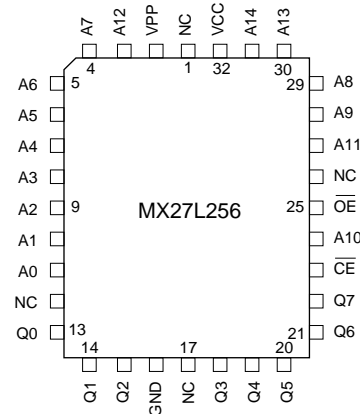 A7 A12 VPP NC VCC A14 A13
4 1 32 30
A6 5 29 A8
A5 A9
A4 A11
A3 NC
A2 9 MX27L256 25 OE
A1 A10
A0 CE
NC Q7
Q0 13 21 Q6
14 17 20
Q1 Q2 GND NC Q3 Q4 Q5